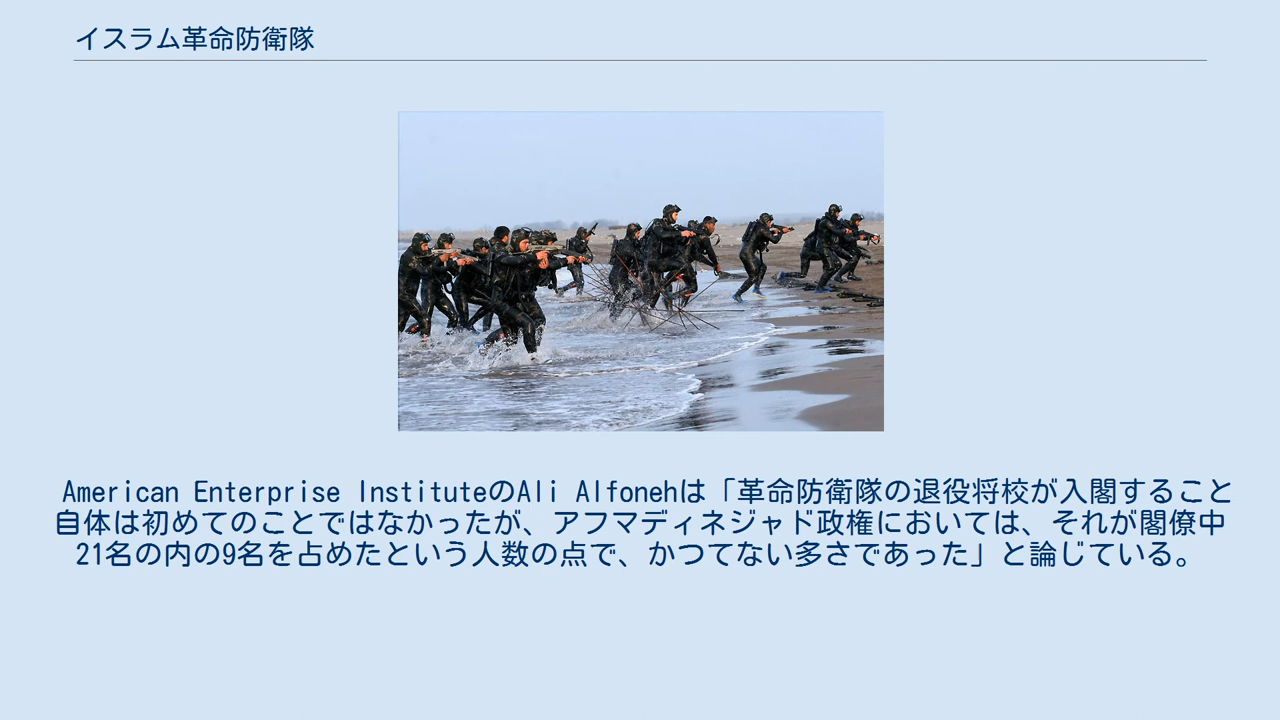 イスラム革命防衛隊
American Enterprise InstituteのAli Alfonehは「革命防衛隊の退役将校が入閣すること
自体は初めてのことではなかったが、アフマディネジャド政権においては、それが閣僚中
21名の内の9名を占めたという人数の点で、かつてない多さであった」と論じている。